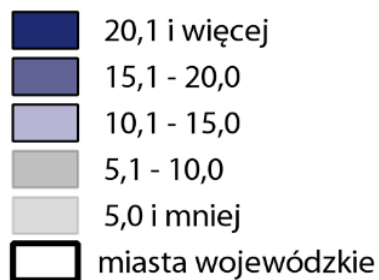 20,1 i więcej
15,1 - 20,0
10,1 - 15,0
5,1 - 10,0
5,0 i mniej
miasta wojewódzkie